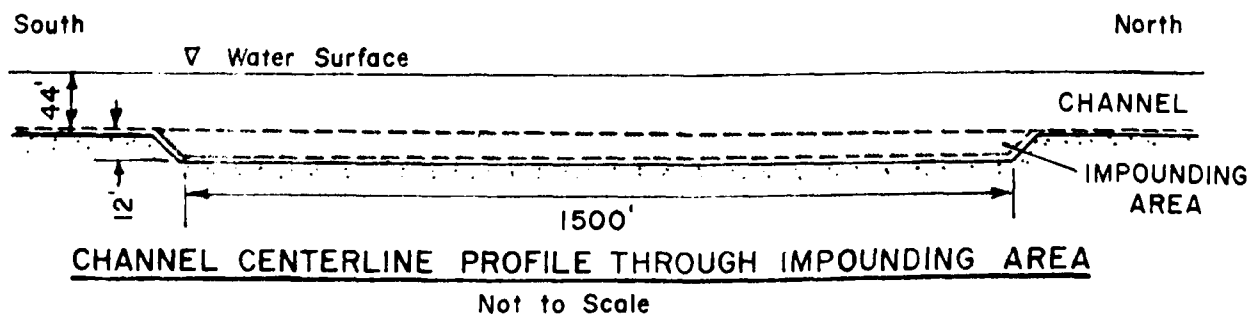 South
North
∇ Water Surface
44'
CHANNEL
12'
IMPOUNDING
AREA
1500'
CHANNEL CENTERLINE PROFILE THROUGH IMPOUNDING AREA
Not to Scale